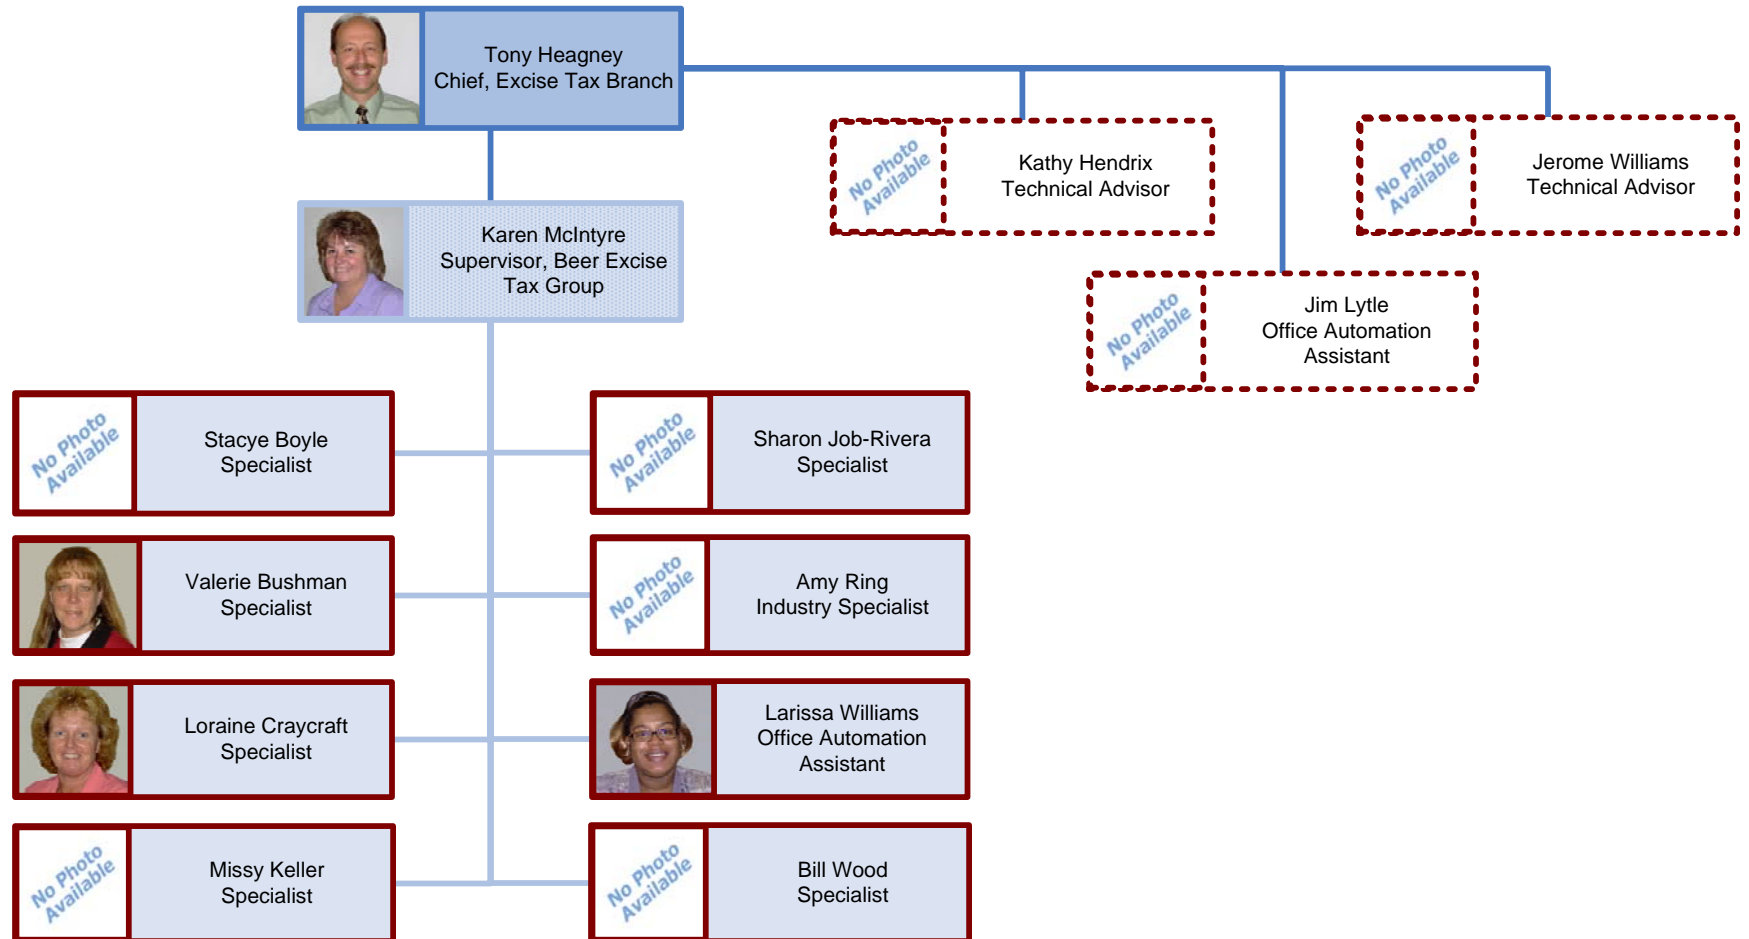 Tony Heagney
Chief, Excise Tax Branch
No Photo
Available
Kathy Hendrix
Technical Advisor
No Photo
Available
Jerome Williams
Technical Advisor
Karen McIntyre
Supervisor, Beer Excise
Tax Group
No Photo
Available
Jim Lytle
Office Automation
Assistant
No Photo
Available
Stacye Boyle
Specialist
No Photo
Available
Sharon Job-Rivera
Specialist
Valerie Bushman
Specialist
No Photo
Available
Amy Ring
Industry Specialist
Loraine Craycraft
Specialist
Larissa Williams
Office Automation
Assistant
No Photo
Available
Missy Keller
Specialist
No Photo
Available
Bill Wood
Specialist